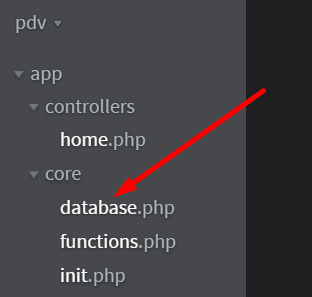 pdv
app
controllers
home.php
core
database.php
functions.php
init.php